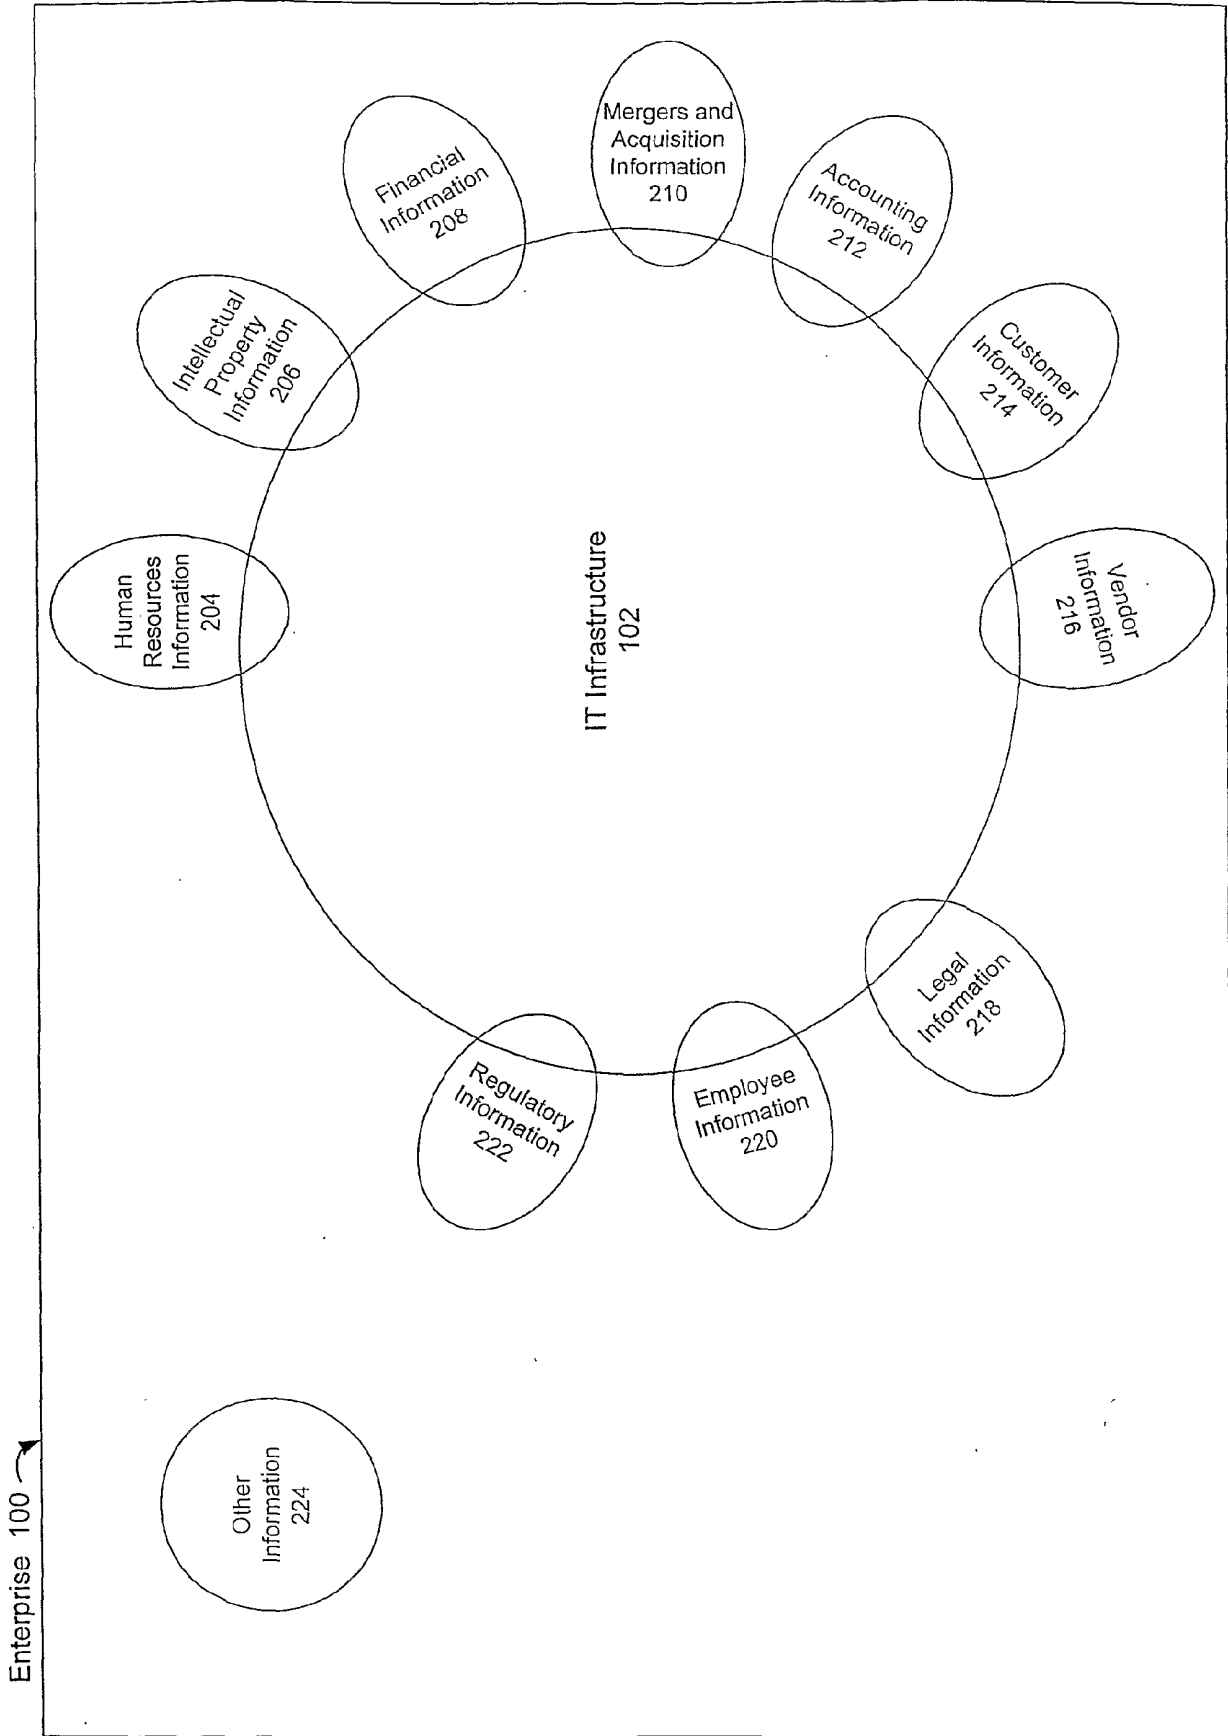 Enterprise 100
Human
Resources
Information
204
Intellectual
Property
Information
206
Financial
Information
208
Mergers and
Acquisition
Information
210
Accounting
Information
212
Customer
Information
214
Vendor
Information
216
Legal
Information
218
Employee
Information
220
Regulatory
Information
222
IT Infrastructure
102
Other
Information
224